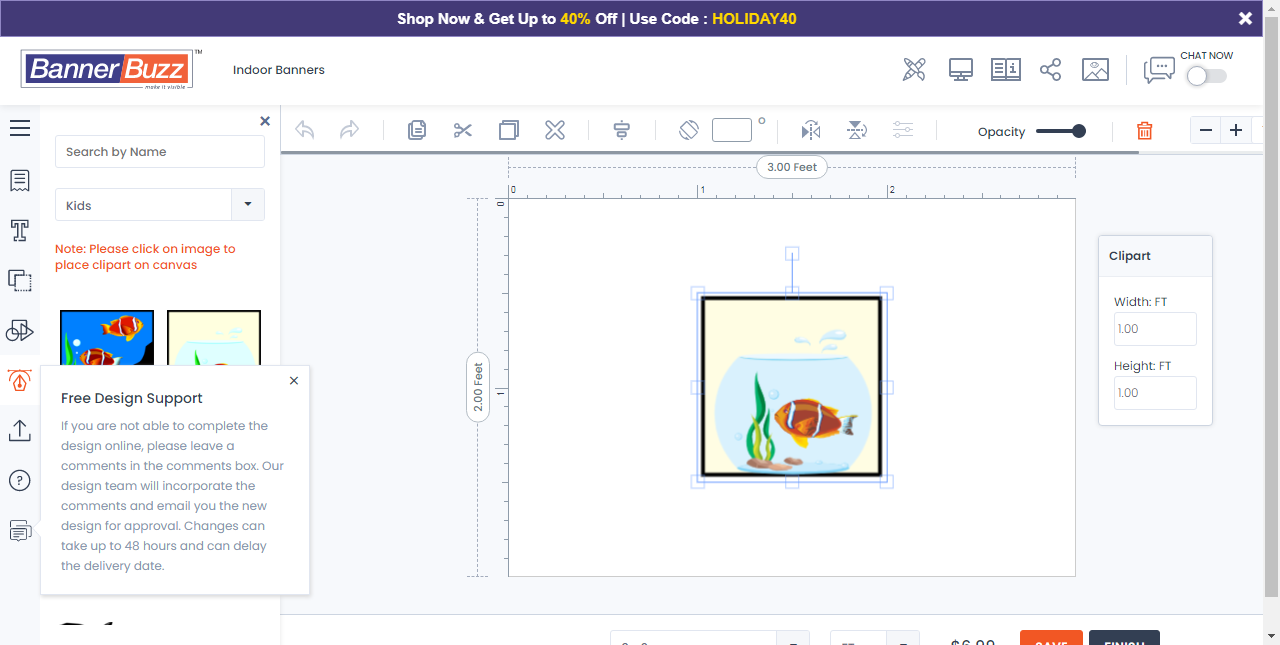 Shop Now & Get Up to 40% Off | Use Code : HOLIDAY40
BannerBuzz
TM
make it visible
Indoor Banners
CHAT NOW
Search by Name
Kids
Note: Please click on image to
place clipart on canvas
Opacity
3.00 Feet
0
1
2
0
1
2.00 Feet
Clipart
Width: FT
1.00
Height: FT
1.00
Free Design Support
If you are not able to complete the
design online, please leave a
comments in the comments box. Our
design team will incorporate the
comments and email you the new
design for approval. Changes can
take up to 48 hours and can delay
the delivery date.
SAVE
FINISH